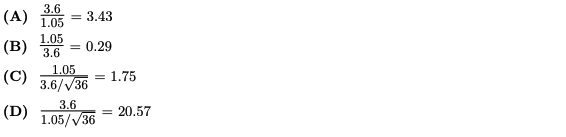 (A) 3.6/1.05 = 3.43
(B) 1.05/3.6 = 0.29
(C) 1.05/(3.6/√36) = 1.75
(D) 3.6/(1.05/√36) = 20.57